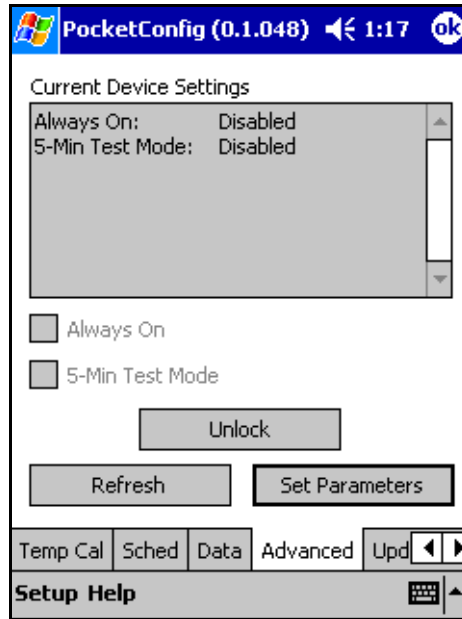 PocketConfig (0.1.048) 1:17 ok
Current Device Settings
Always On: Disabled
5-Min Test Mode: Disabled
Always On
5-Min Test Mode
Unlock
Refresh Set Parameters
Temp Cal Sched Data Advanced Upd
Setup Help